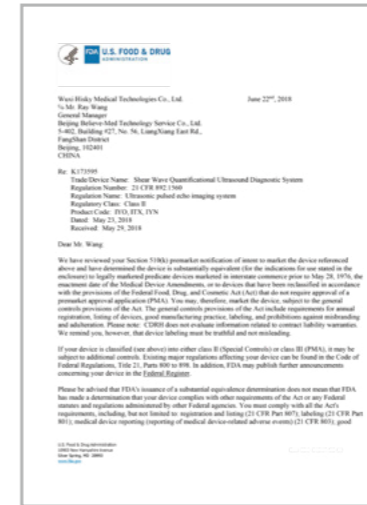 FDA U.S. FOOD & DRUG
ADMINISTRATION
Wuxi Hisky Medical Technologies Co., Ltd. June 22nd, 2018
℅ Mr. Ray Wang
General Manager
Beijing Believe-Med Technology Service Co., Ltd.
5-402, Building #27, No. 56, LiangXiang East Rd.,
FangShan District
Beijing, 102401
CHINA
Re: K173595
Trade/Device Name: Shear Wave Quantificational Ultrasound Diagnostic System
Regulation Number: 21 CFR 892.1560
Regulation Name: Ultrasonic pulsed echo imaging system
Regulatory Class: Class II
Product Code: IYO, ITX, IYN
Dated: May 23, 2018
Received: May 29, 2018
Dear Mr. Wang:
We have reviewed your Section 510(k) premarket notification of intent to market the device referenced
above and have determined the device is substantially equivalent (for the indications for use stated in the
enclosure) to legally marketed predicate devices marketed in interstate commerce prior to May 28, 1976, the
enactment date of the Medical Device Amendments, or to devices that have been reclassified in accordance
with the provisions of the Federal Food, Drug, and Cosmetic Act (Act) that do not require approval of a
premarket approval application (PMA). You may, therefore, market the device, subject to the general
controls provisions of the Act. The general controls provisions of the Act include requirements for annual
registration, listing of devices, good manufacturing practice, labeling, and prohibitions against misbranding
and adulteration. Please note: CDRH does not evaluate information related to contract liability warranties.
We remind you, however, that device labeling must be truthful and not misleading.
If your device is classified (see above) into either class II (Special Controls) or class III (PMA), it may be
subject to additional controls. Existing major regulations affecting your device can be found in the Code of
Federal Regulations, Title 21, Parts 800 to 898. In addition, FDA may publish further announcements
concerning your device in the Federal Register.
Please be advised that FDA's issuance of a substantial equivalence determination does not mean that FDA
has made a determination that your device complies with other requirements of the Act or any Federal
statutes and regulations administered by other Federal agencies. You must comply with all the Act's
requirements, including, but not limited to: registration and listing (21 CFR Part 807); labeling (21 CFR Part
801); medical device reporting (reporting of medical device-related adverse events) (21 CFR 803); good
U.S. Food & Drug Administration
10903 New Hampshire Avenue
Silver Spring, MD 20993
www.fda.gov